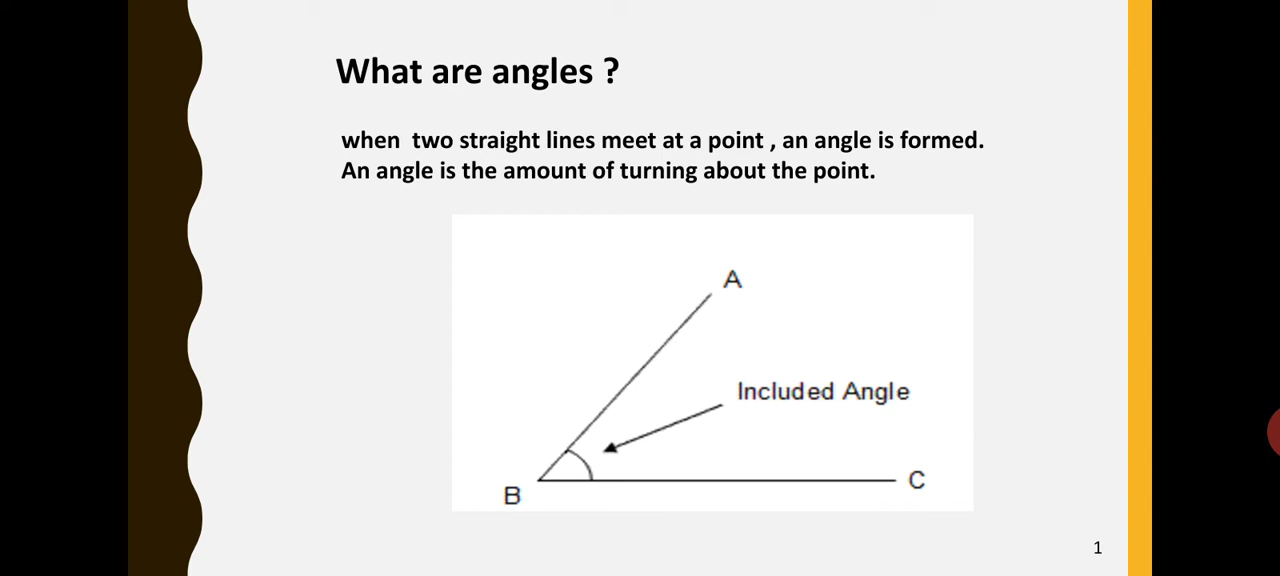 What are angles ?
when two straight lines meet at a point , an angle is formed.
An angle is the amount of turning about the point.
A
Included Angle
B
C
1